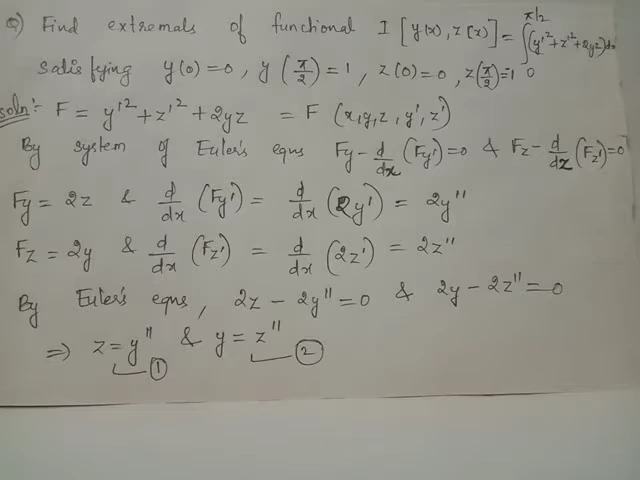 Q) Find extremals of functional I [y(x), z(x)] = ∫₀^{π/2} (y'² + z'² + 2yz) dx
satisfying y(0)=0, y(π/2)=1, z(0)=0, z(π/2)=-1
Soln:- F = y'² + z'² + 2yz = F (x,y,z,y',z')
By system of Euler's equns Fy - d/dx (Fy')=0 & Fz - d/dx (Fz')=0
Fy = 2z & d/dx (Fy') = d/dx (2y') = 2y''
Fz = 2y & d/dx (Fz') = d/dx (2z') = 2z''
By Euler's equns, 2z - 2y''=0 & 2y - 2z''=0
⇒ z = y'' & y = z''
① ②